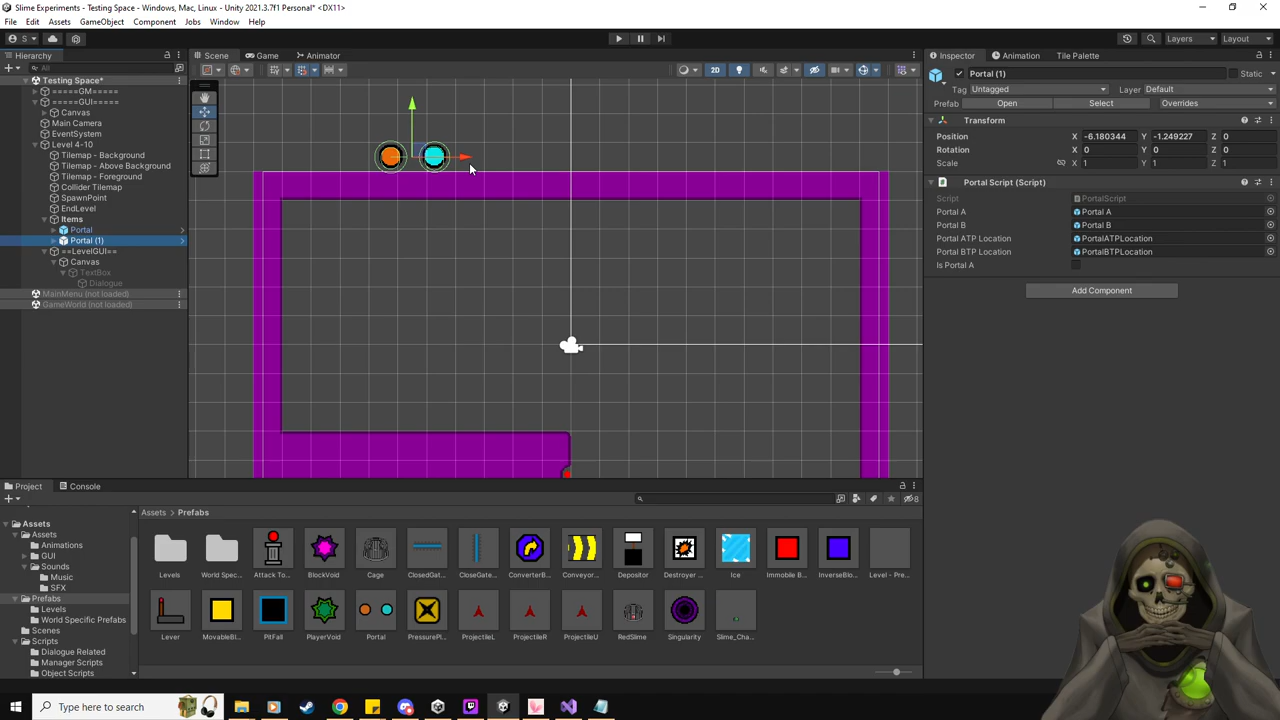 Slime Experiments - Testing Space - Windows, Mac, Linux - Unity 2021.3.7f1 Personal* <DX11>
File Edit Assets GameObject Component Jobs Window Help
S Layers Layout
Hierarchy Scene Game Animator Inspector Animation Tile Palette
All 2D
Testing Space*
=====GM=====
=====GUI=====
Canvas
Main Camera
EventSystem
Level 4-10
Tilemap - Background
Tilemap - Above Background
Tilemap - Foreground
Collider Tilemap
SpawnPoint
EndLevel
Items
Portal
Portal (1)
==LevelGUI==
Canvas
TextBox
Dialogue
MainMenu (not loaded)
GameWorld (not loaded)
Portal (1) Static
Tag Untagged Layer Default
Prefab Open Select Overrides
Transform
Position X -6.180344 Y -1.249227 Z 0
Rotation X 0 Y 0 Z 0
Scale X 1 Y 1 Z 1
Portal Script (Script)
Script PortalScript
Portal A Portal A
Portal B Portal B
Portal ATP Location PortalATPLocation
Portal BTP Location PortalBTPLocation
Is Portal A
Add Component
Project Console
8
Assets
Assets
Animations
GUI
Sounds
Music
SFX
Prefabs
Levels
World Specific Prefabs
Scenes
Scripts
Dialogue Related
Manager Scripts
Object Scripts
Assets > Prefabs
Levels World Spec... Attack To... BlockVoid Cage ClosedGat... CloseGate... ConverterB... Conveyor... Depositor Destroyer ... Ice Immobile B... InverseBlo... Level - Pre...
Lever MovableBl... PitFall PlayerVoid Portal PressurePl... ProjectileL ProjectileR ProjectileU RedSlime Singularity Slime_Cha...
Type here to search